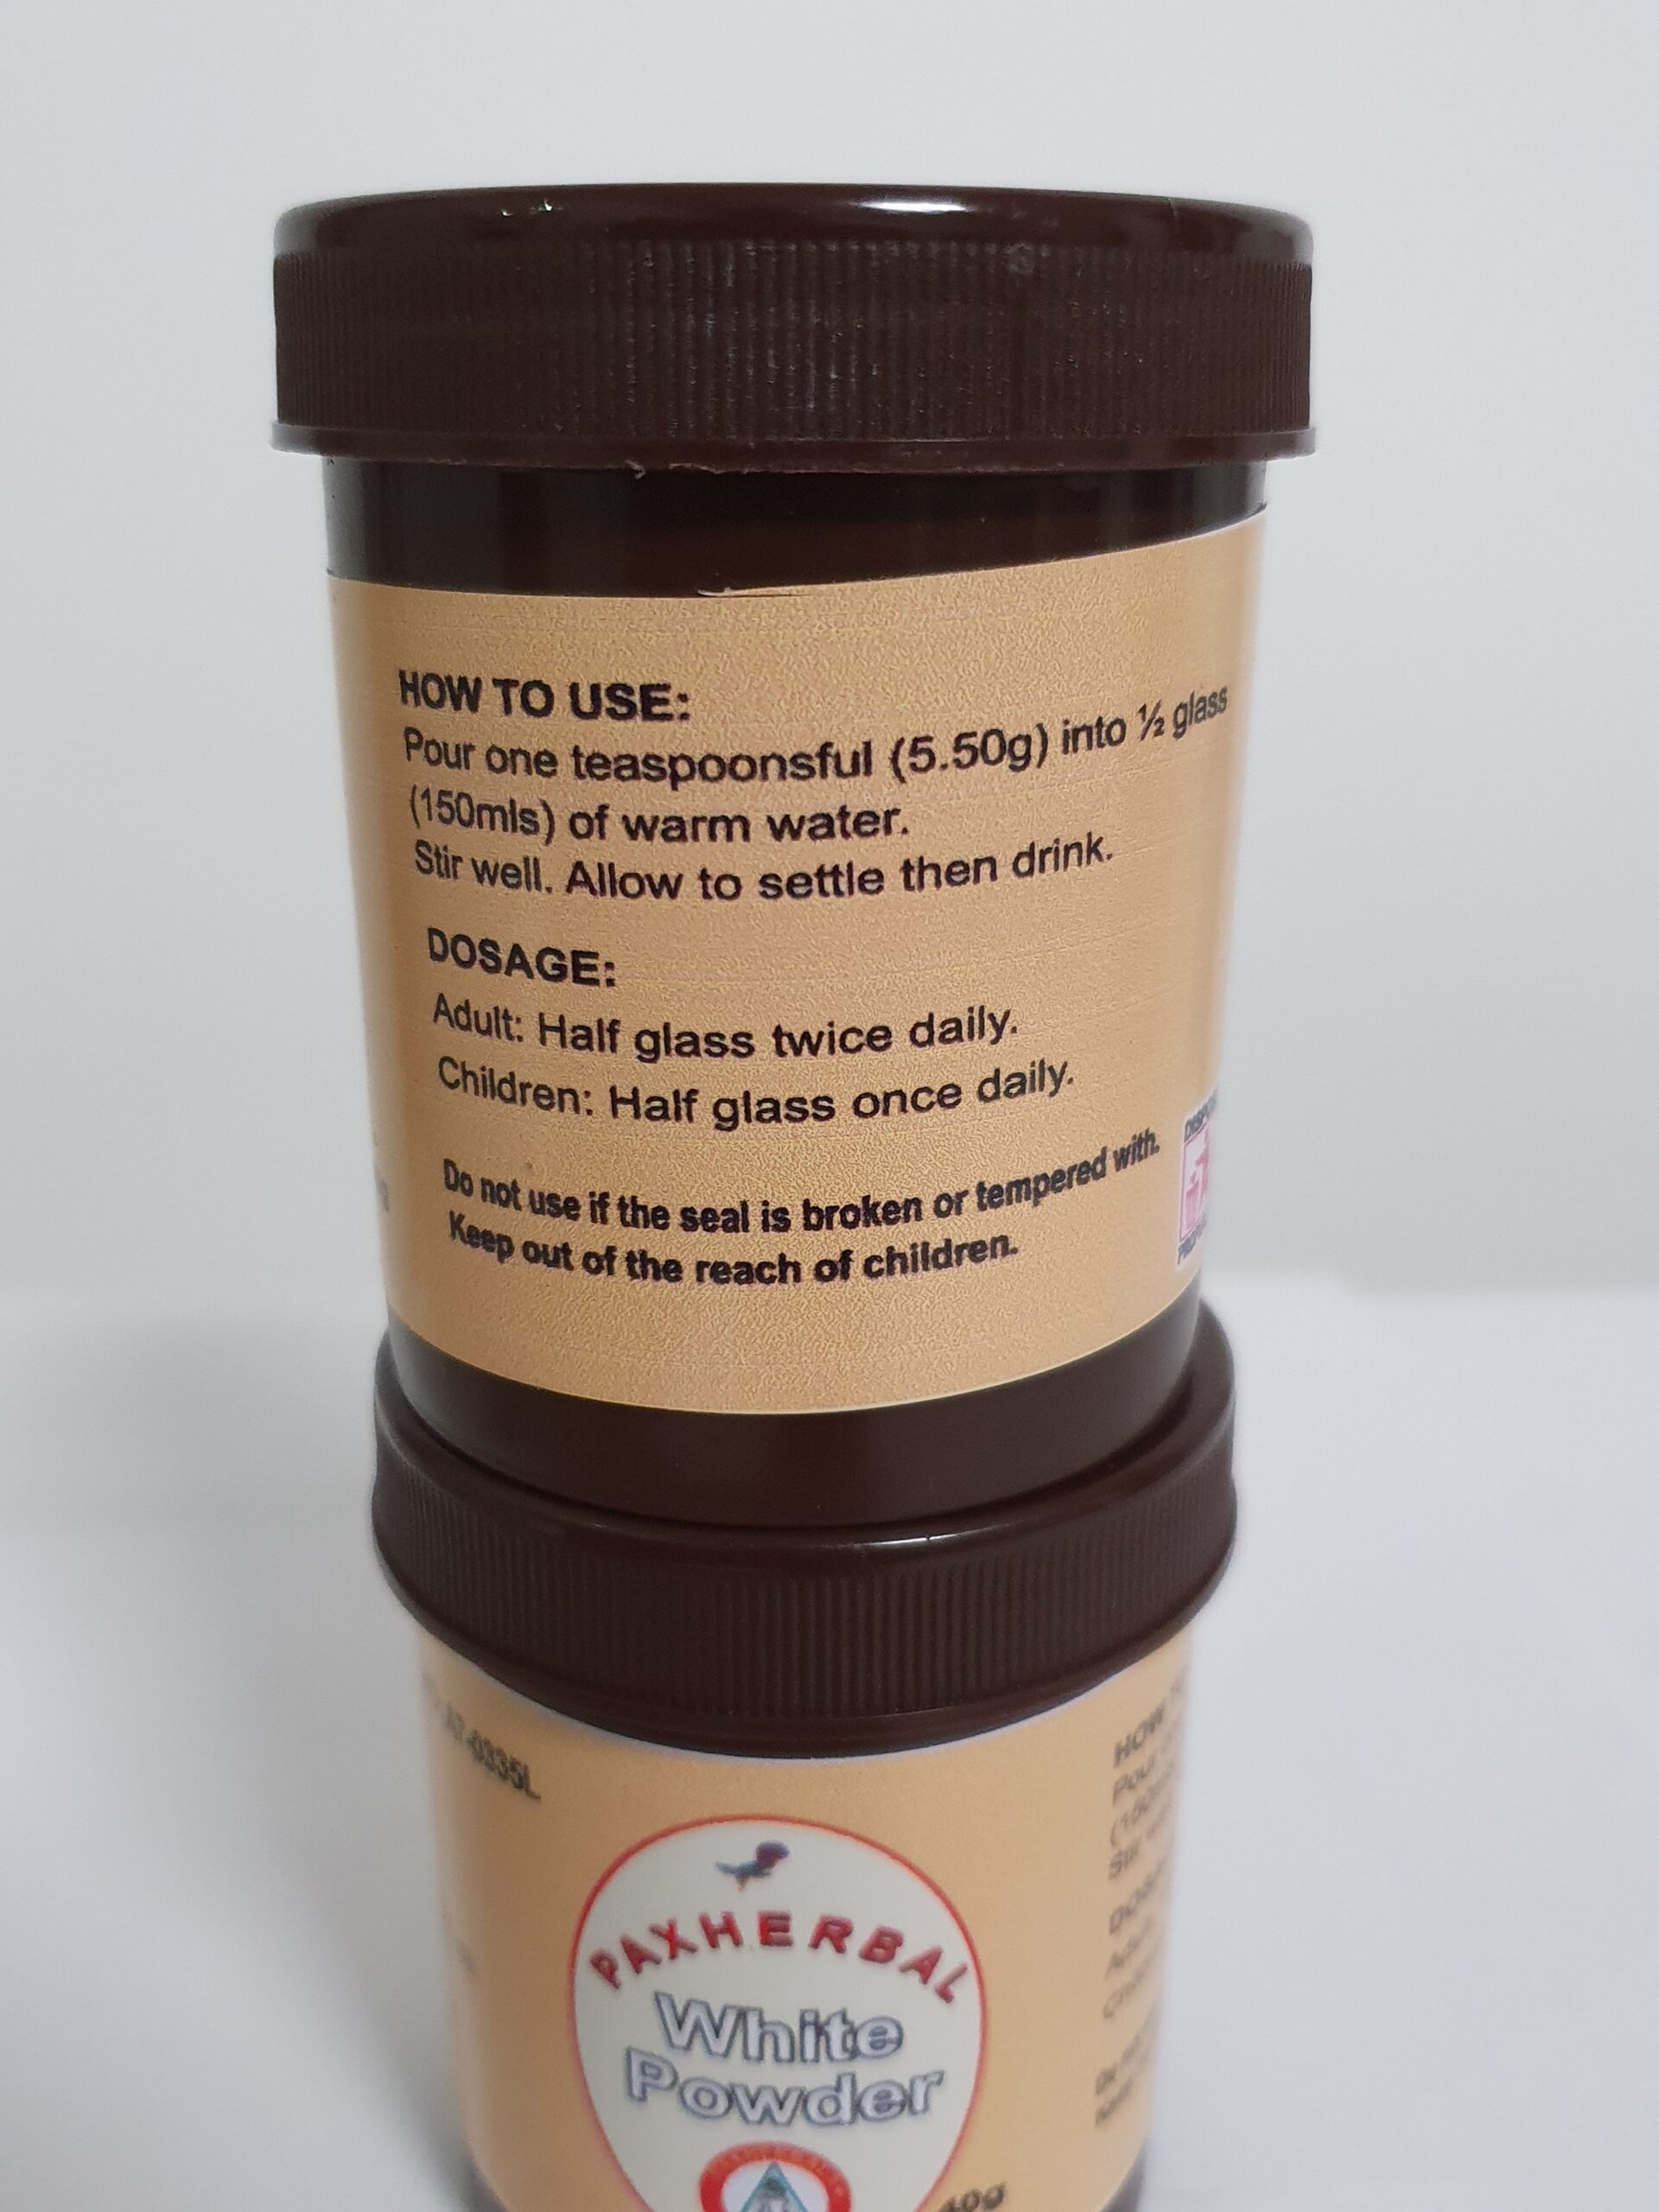 HOW TO USE:
Pour one teaspoonsful (5.50g) into ½ glass
(150mls) of warm water.
Stir well. Allow to settle then drink.
DOSAGE:
Adult: Half glass twice daily.
Children: Half glass once daily.
Do not use if the seal is broken or tempered with.
Keep out of the reach of children.
PAXHERBAL
White
Powder
40g
HOW